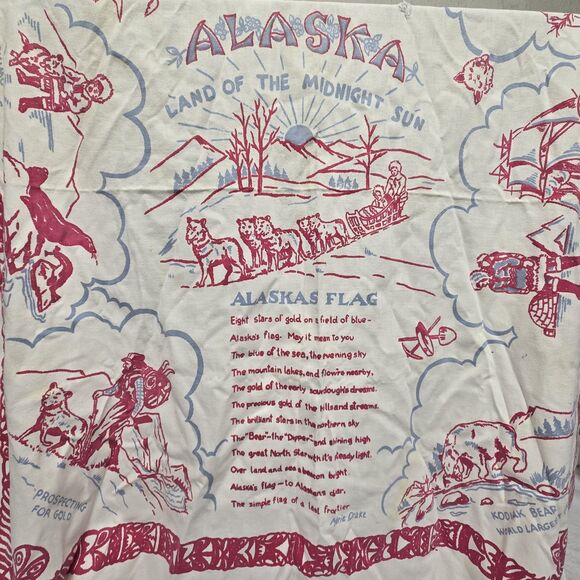 ALASKA
LAND OF THE MIDNIGHT SUN
ALASKAS FLAG
Eight stars of gold on a field of blue-
Alaska's flag. May it mean to you
The blue of the sea, the evening sky
The mountain lakes, and flow'rs nearby,
The gold of the early sourdough's dreams.
The precious gold of the hills and streams.
The brilliant stars in the northern sky
The "Bear"-the "Dipper" and shining high
The great North Star with it's steady light.
Over land and sea a beacon bright.
Alaska's flag-to Alaskans dear,
The simple flag of a last frontier
Marie Drake
PROSPECTING
FOR GOLD
KODIAK BEAR
WORLD LARGEST